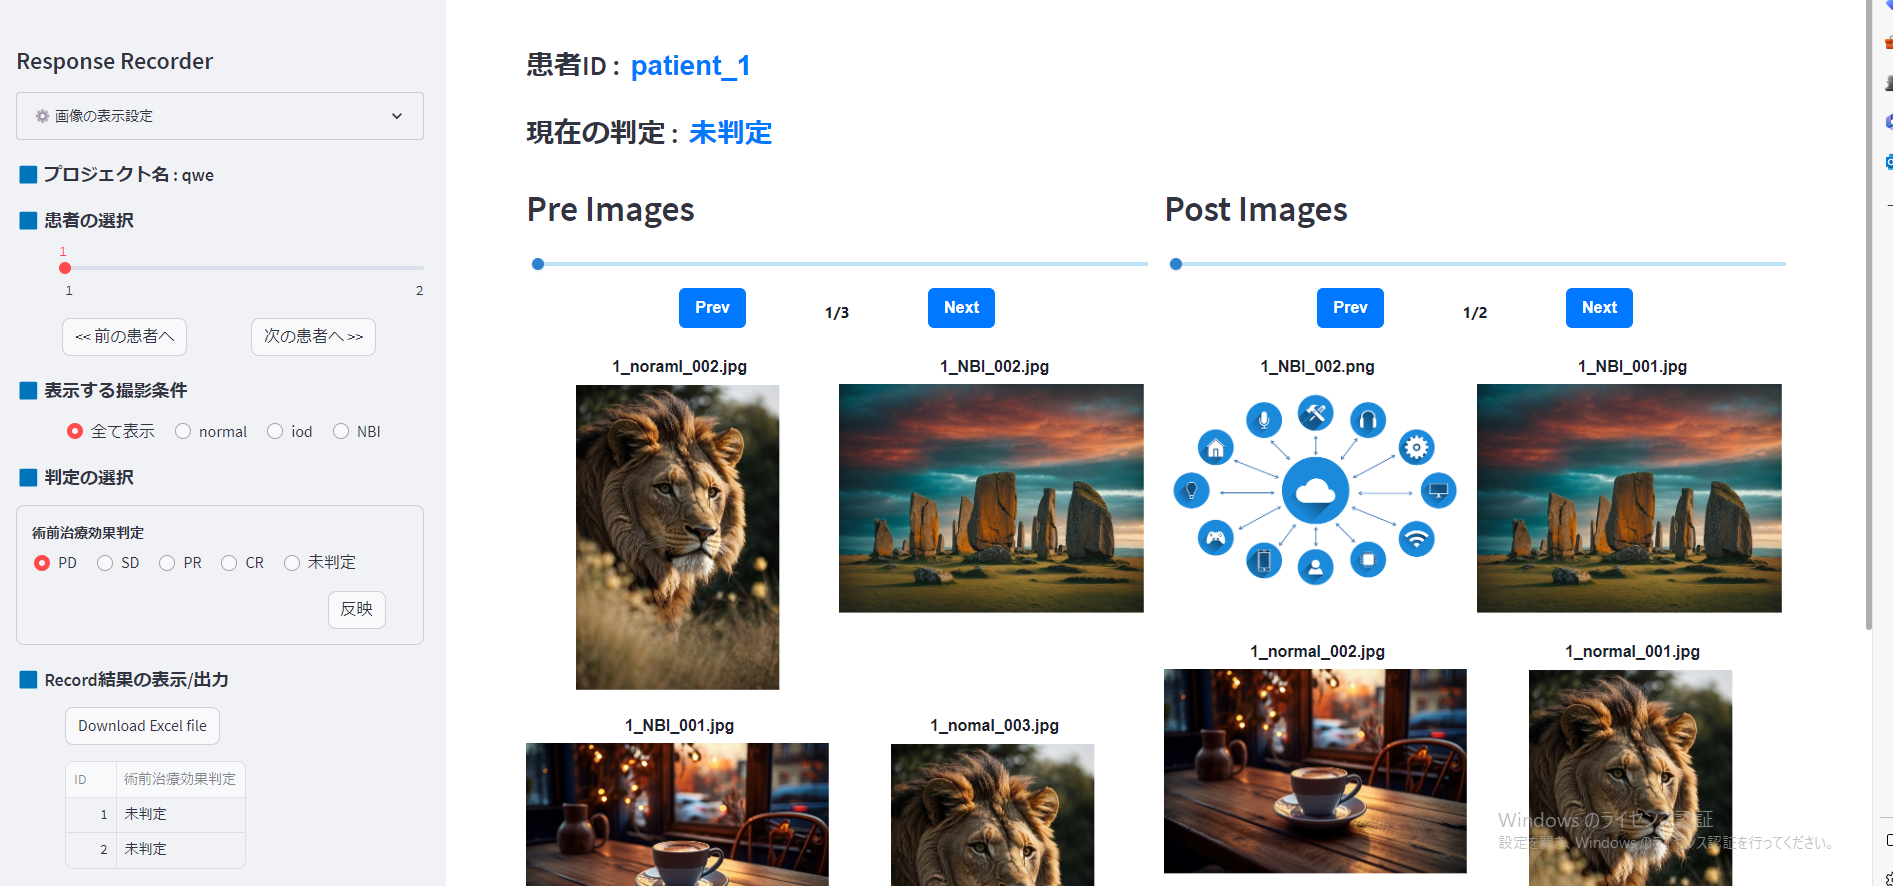 Response Recorder
画像の表示設定
プロジェクト名 : qwe
患者の選択
1
1
2
<< 前の患者へ
次の患者へ >>
表示する撮影条件
全て表示
normal
iod
NBI
判定の選択
術前治療効果判定
PD
SD
PR
CR
未判定
反映
Record結果の表示/出力
Download Excel file
ID
術前治療効果判定
1
未判定
2
未判定
患者ID : patient_1
現在の判定 : 未判定
Pre Images
Prev
1/3
Next
1_noraml_002.jpg
1_NBI_002.jpg
1_NBI_001.jpg
1_nomal_003.jpg
Post Images
Prev
1/2
Next
1_NBI_002.png
1_NBI_001.jpg
1_normal_002.jpg
1_normal_001.jpg
Windows のライセンス認証
設定を開き、Windows のライセンス認証を行ってください。